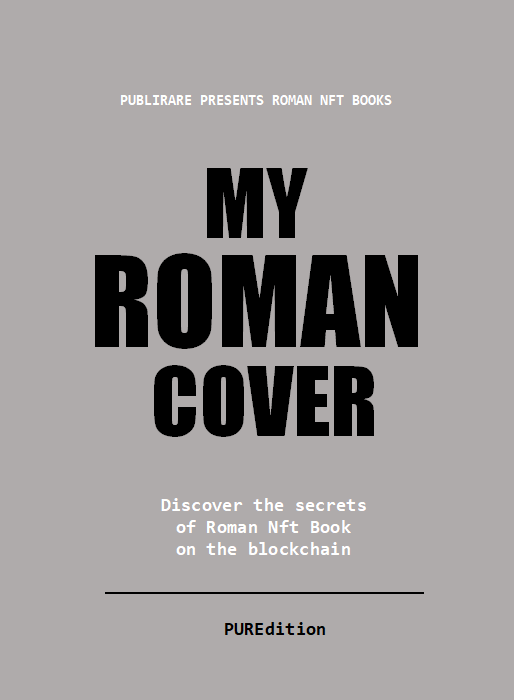 PUBLIRARE PRESENTS ROMAN NFT BOOKS
MY
ROMAN
COVER
Discover the secrets
of Roman Nft Book
on the blockchain
PUREdition